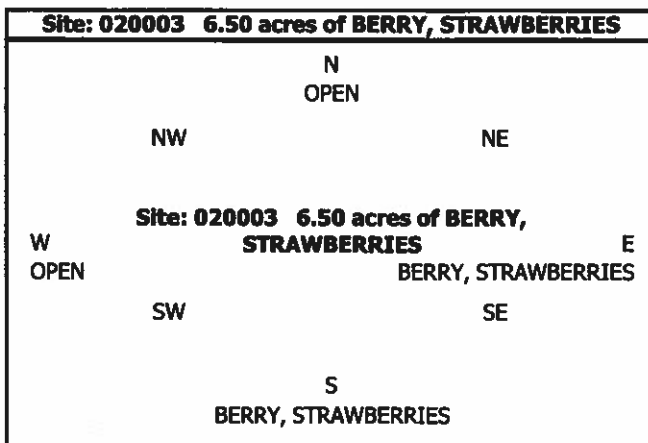 Site: 020003 6.50 acres of BERRY, STRAWBERRIES
N
OPEN
NW NE
Site: 020003 6.50 acres of BERRY,
W STRAWBERRIES E
OPEN BERRY, STRAWBERRIES
SW SE
S
BERRY, STRAWBERRIES